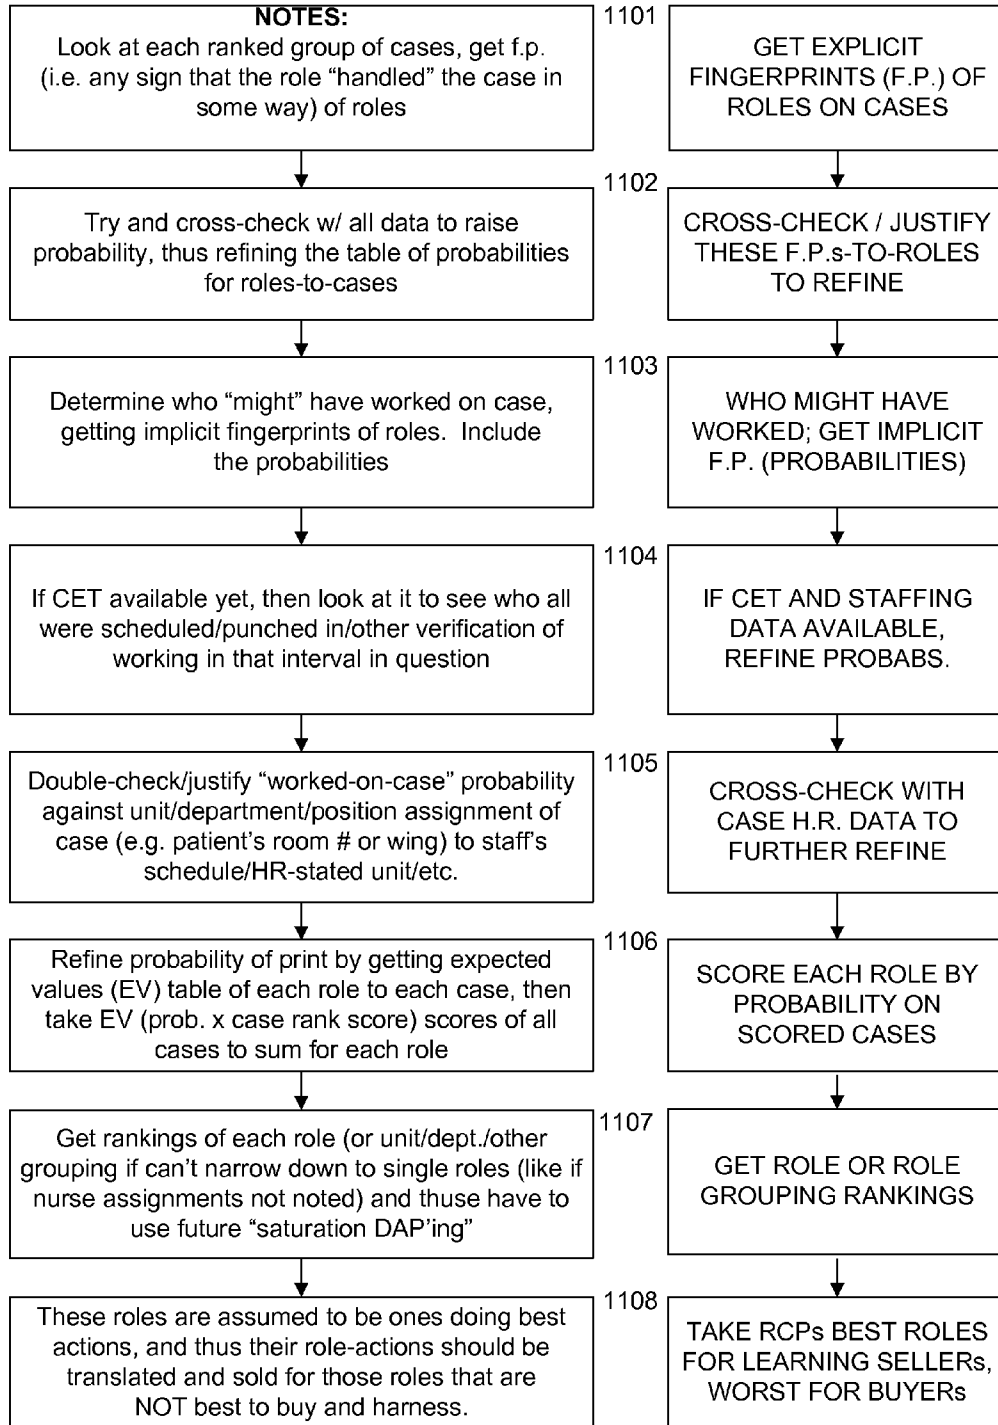 NOTES:
Look at each ranked group of cases, get f.p.
(i.e. any sign that the role “handled” the case in
some way) of roles
1101
GET EXPLICIT
FINGERPRINTS (F.P.) OF
ROLES ON CASES
Try and cross-check w/ all data to raise
probability, thus refining the table of probabilities
for roles-to-cases
1102
CROSS-CHECK / JUSTIFY
THESE F.P.s-TO-ROLES
TO REFINE
Determine who “might” have worked on case,
getting implicit fingerprints of roles. Include
the probabilities
1103
WHO MIGHT HAVE
WORKED; GET IMPLICIT
F.P. (PROBABILITIES)
If CET available yet, then look at it to see who all
were scheduled/punched in/other verification of
working in that interval in question
1104
IF CET AND STAFFING
DATA AVAILABLE,
REFINE PROBABS.
Double-check/justify “worked-on-case” probability
against unit/department/position assignment of
case (e.g. patient’s room # or wing) to staff’s
schedule/HR-stated unit/etc.
1105
CROSS-CHECK WITH
CASE H.R. DATA TO
FURTHER REFINE
Refine probability of print by getting expected
values (EV) table of each role to each case, then
take EV (prob. x case rank score) scores of all
cases to sum for each role
1106
SCORE EACH ROLE BY
PROBABILITY ON
SCORED CASES
Get rankings of each role (or unit/dept./other
grouping if can’t narrow down to single roles (like if
nurse assignments not noted) and thuse have to
use future “saturation DAP’ing”
1107
GET ROLE OR ROLE
GROUPING RANKINGS
These roles are assumed to be ones doing best
actions, and thus their role-actions should be
translated and sold for those roles that are
NOT best to buy and harness.
1108
TAKE RCPs BEST ROLES
FOR LEARNING SELLERs,
WORST FOR BUYERs